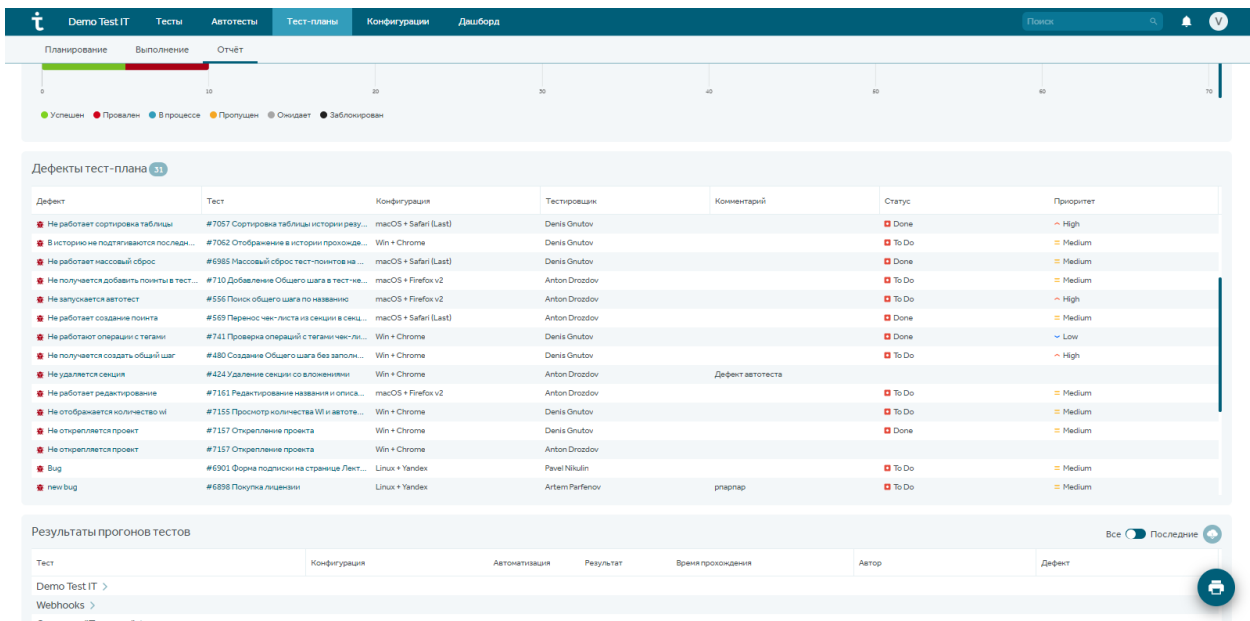 Demo Test IT Тесты Автотесты Тест-планы Конфигурации Дашборд Поиск V
Планирование Выполнение Отчёт
0 10 20 30 40 50 60 70
Успешен Провален В процессе Пропущен Ожидает Заблокирован
Дефекты тест-плана 31
Дефект Тест Конфигурация Тестировщик Комментарий Статус Приоритет
Не работает сортировка таблицы #7057 Сортировка таблицы истории резу... macOS + Safari (Last) Denis Gnutov Done High
В историю не подтягиваются последн... #7062 Отображение в истории прохожде... Win + Chrome Denis Gnutov To Do Medium
Не работает массовый сброс #6985 Массовый сброс тест-поинтов на ... macOS + Safari (Last) Denis Gnutov Done Medium
Не получается добавить поинты в тест... #710 Добавление Общего шага в тест-ке... macOS + Firefox v2 Anton Drozdov To Do Medium
Не запускается автотест #556 Поиск общего шага по названию macOS + Firefox v2 Anton Drozdov To Do High
Не работает создание поинта #569 Перенос чек-листа из секции в секц... macOS + Safari (Last) Anton Drozdov Done Medium
Не работают операции с тегами #741 Проверка операций с тегами чек-ли... Win + Chrome Denis Gnutov Done Low
Не получается создать общий шаг #480 Создание Общего шага без заполн... Win + Chrome Denis Gnutov To Do High
Не удаляется секция #424 Удаление секции со вложениями Win + Chrome Anton Drozdov Дефект автотеста
Не работает редактирование #7161 Редактирование названия и описа... macOS + Firefox v2 Anton Drozdov To Do Medium
Не отображается количество wi #7155 Просмотр количества WI и автоте... Win + Chrome Denis Gnutov To Do Medium
Не открепляется проект #7157 Открепление проекта Win + Chrome Denis Gnutov Done Medium
Не открепляется проект #7157 Открепление проекта Win + Chrome Anton Drozdov
Bug #6901 Форма подписки на странице Лект... Linux + Yandex Pavel Nikulin To Do Medium
new bug #6898 Покупка лицензии Linux + Yandex Artem Parfenov рпарпар To Do Medium
Результаты прогонов тестов Все Последние
Тест Конфигурация Автоматизация Результат Время прохождения Автор Дефект
Demo Test IT >
Webhooks >